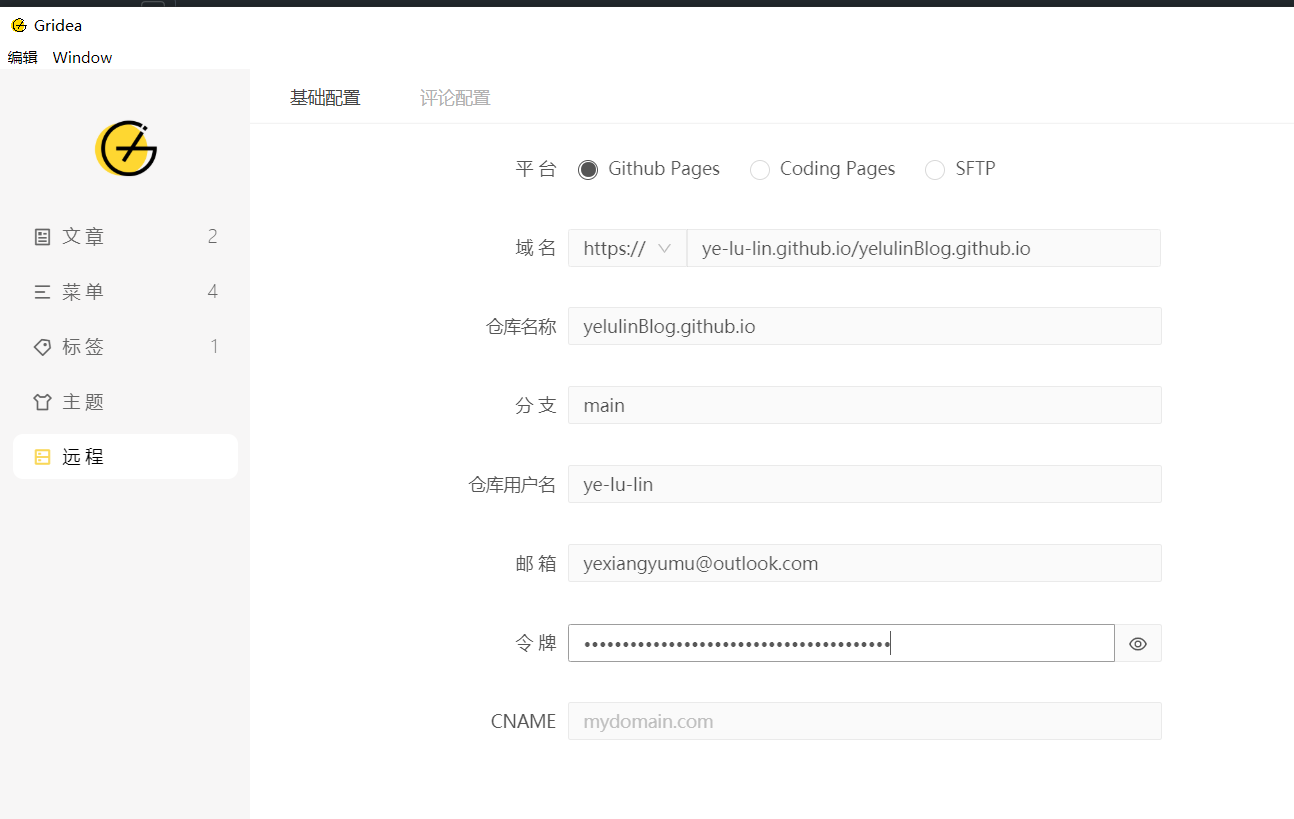 Gridea
编辑 Window
基础配置 评论配置
平台 Github Pages Coding Pages SFTP
文章 2
域名 https:// ye-lu-lin.github.io/yelulinBlog.github.io
菜单 4
仓库名称 yelulinBlog.github.io
标签 1
主题
分支 main
远程
仓库用户名 ye-lu-lin
邮箱 yexiangyumu@outlook.com
令牌 ••••••••••••••••••••••••••••••••••••••••
CNAME mydomain.com